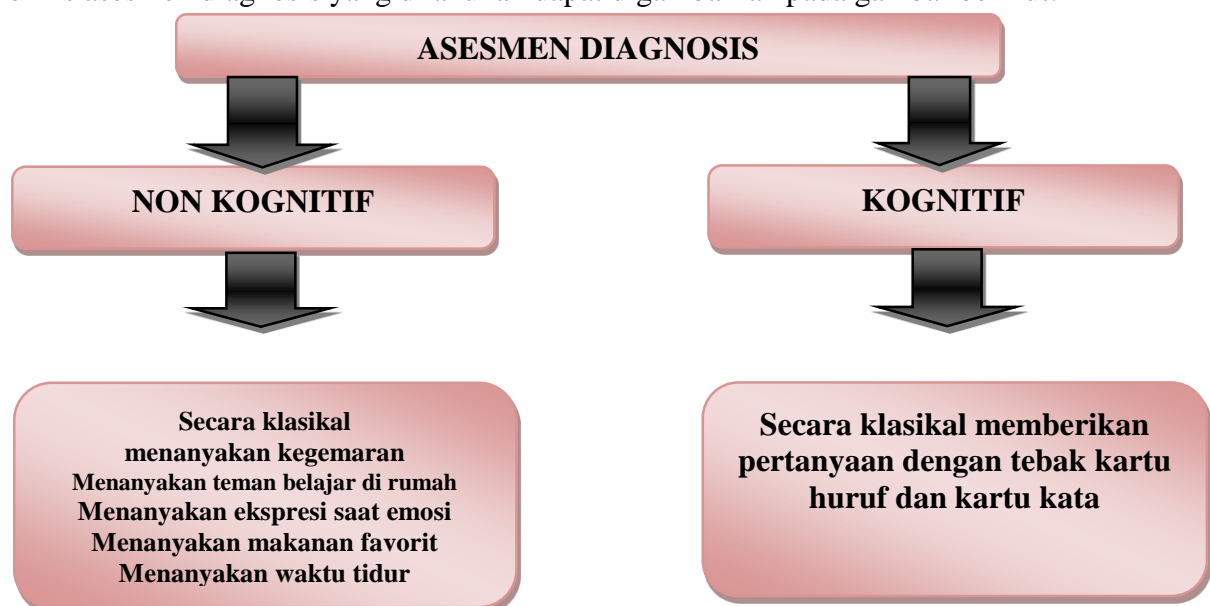 ASESMEN DIAGNOSIS
NON KOGNITIF
KOGNITIF
Secara klasikal
menanyakan kegemaran
Menanyakan teman belajar di rumah
Menanyakan ekspresi saat emosi
Menanyakan makanan favorit
Menanyakan waktu tidur
Secara klasikal memberikan
pertanyaan dengan tebak kartu
huruf dan kartu kata